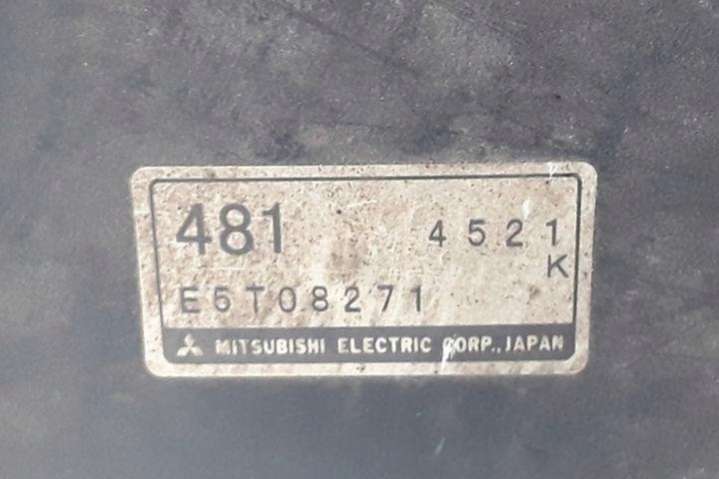 481 4521
K
E5T08271
MITSUBISHI ELECTRIC CORP., JAPAN